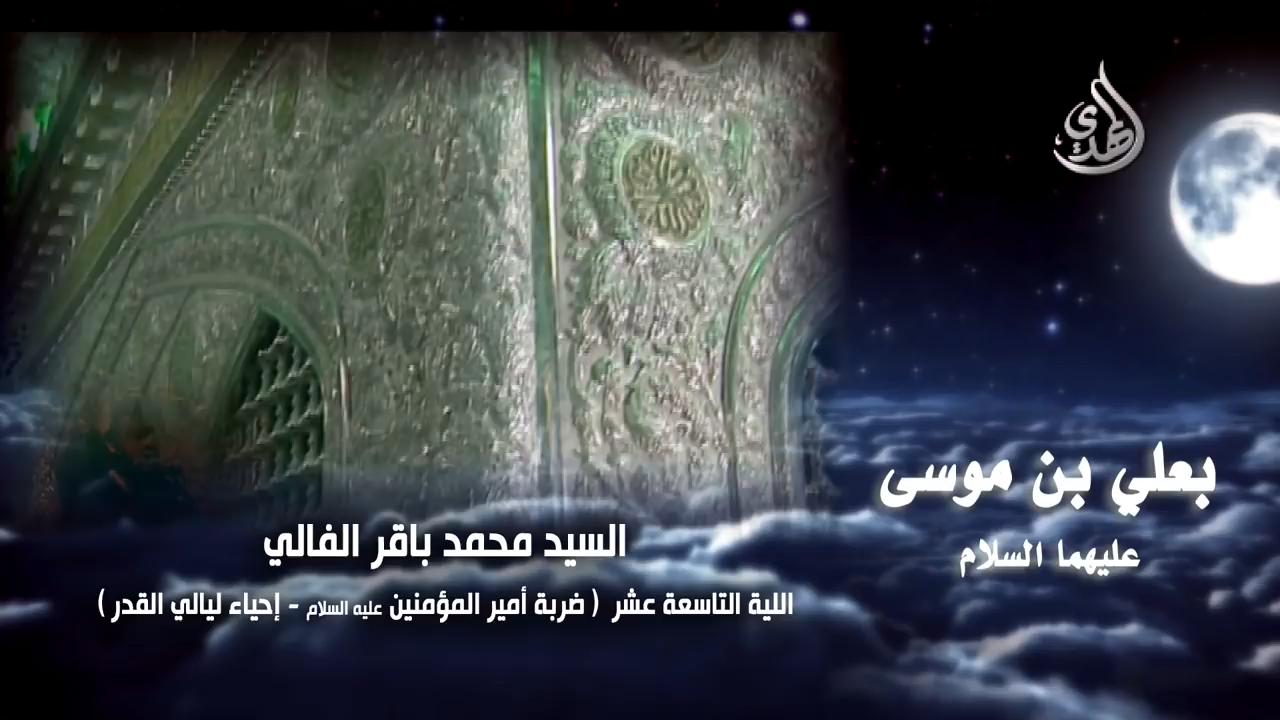 المهدي
بعلي بن موسى
عليهما السلام
السيد محمد باقر الفالي
اللية التاسعة عشر ( ضربة أمير المؤمنين عليه السلام - إحياء ليالي القدر )